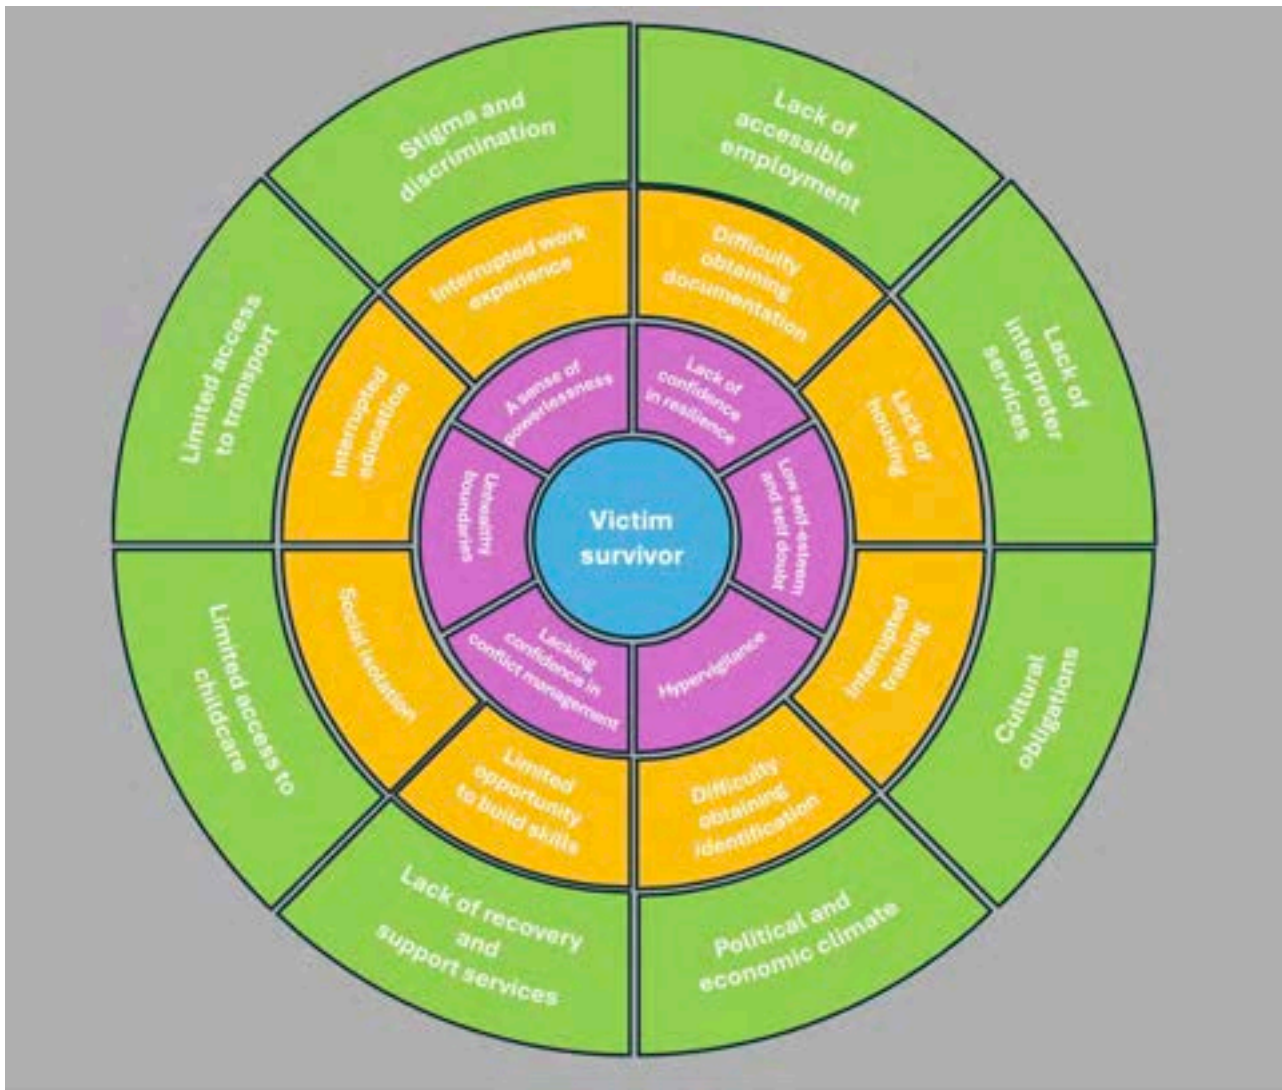 Stigma and
discrimination
Lack of
accessible
employment
Lack of
interpreter
services
Cultural
obligations
Political and
economic climate
Lack of recovery
and
support services
Limited access to
childcare
Limited access
to transport
Interrupted work
experience
Difficulty
obtaining
documentation
Lack of
housing
Interrupted
training
Difficulty
obtaining
identification
Limited
opportunity
to build skills
Social isolation
Interrupted
education
A sense of
powerlessness
Lack of
confidence
in resilience
Low self-esteem
and self doubt
Hypervigilance
Lacking
confidence in
conflict management
Unhealthy
boundaries
Victim
survivor